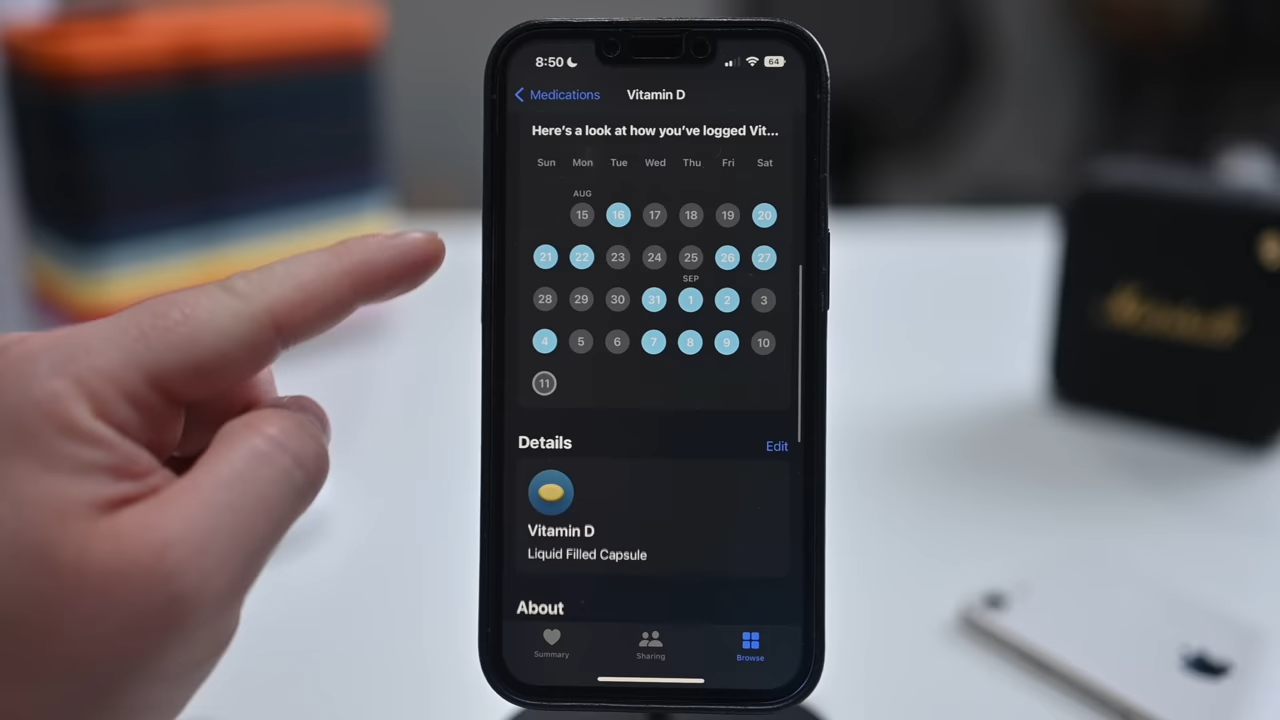 8:50 64
Medications Vitamin D
Here's a look at how you've logged Vit...
Sun Mon Tue Wed Thu Fri Sat
AUG
15 16 17 18 19 20
21 22 23 24 25 26 27
SEP
28 29 30 31 1 2 3
4 5 6 7 8 9 10
11
Details Edit
Vitamin D
Liquid Filled Capsule
About
Summary Sharing Browse
Marshall